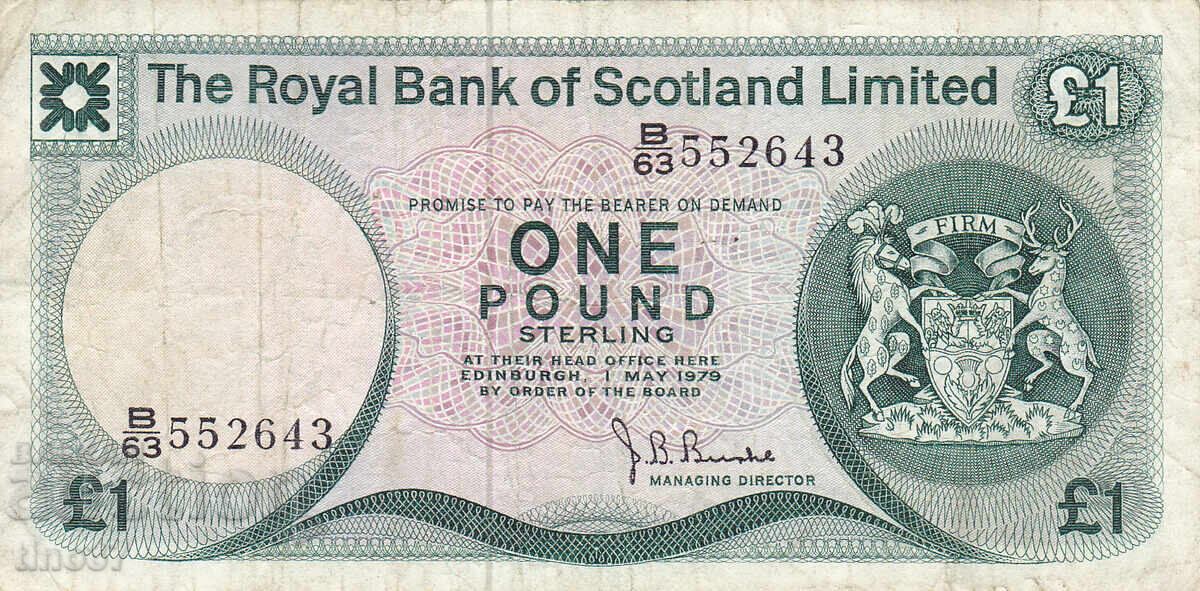 The Royal Bank of Scotland Limited
£1
B/63 552643
PROMISE TO PAY THE BEARER ON DEMAND
ONE
POUND
STERLING
AT THEIR HEAD OFFICE HERE
EDINBURGH, 1 MAY 1979
BY ORDER OF THE BOARD
FIRM
B/63 552643
J. B. Burke
MANAGING DIRECTOR
£1
£1